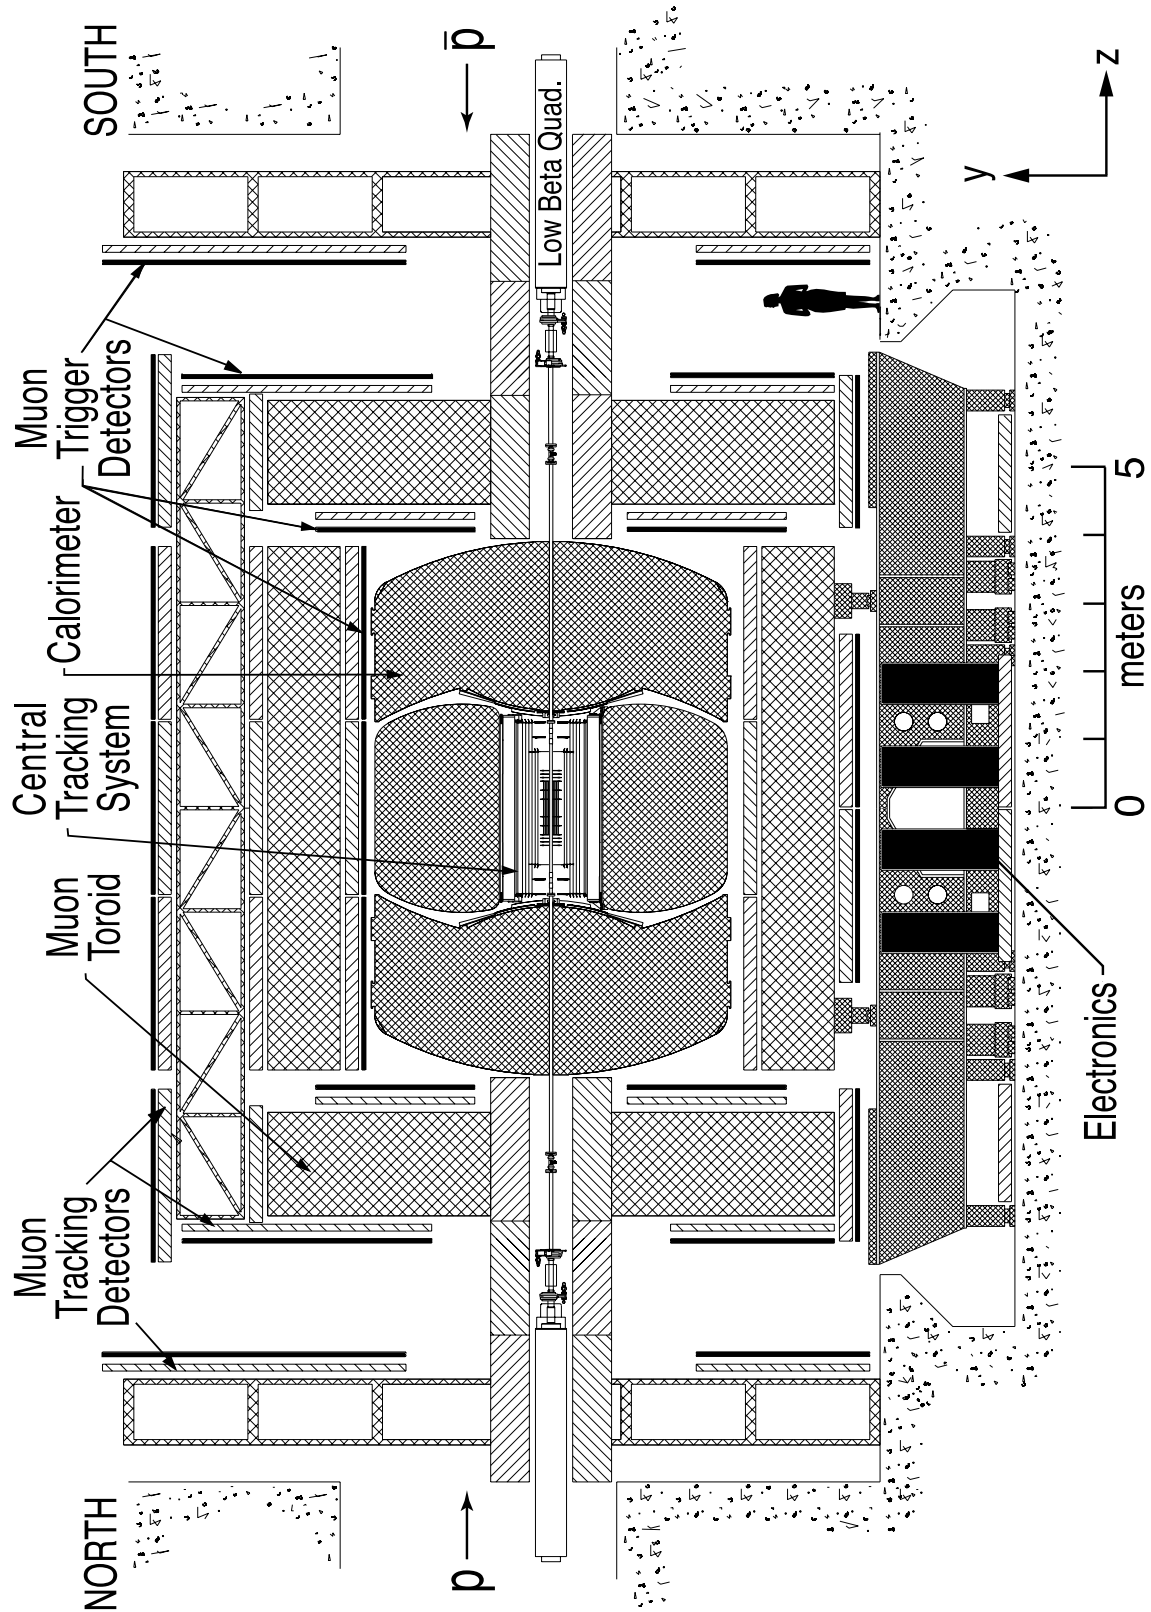 NORTH
SOUTH
Muon
Tracking
Detectors
Muon
Toroid
Central
Tracking
System
Calorimeter
Muon
Trigger
Detectors
p
p̅
Low Beta Quad.
y
z
Electronics
0
meters
5